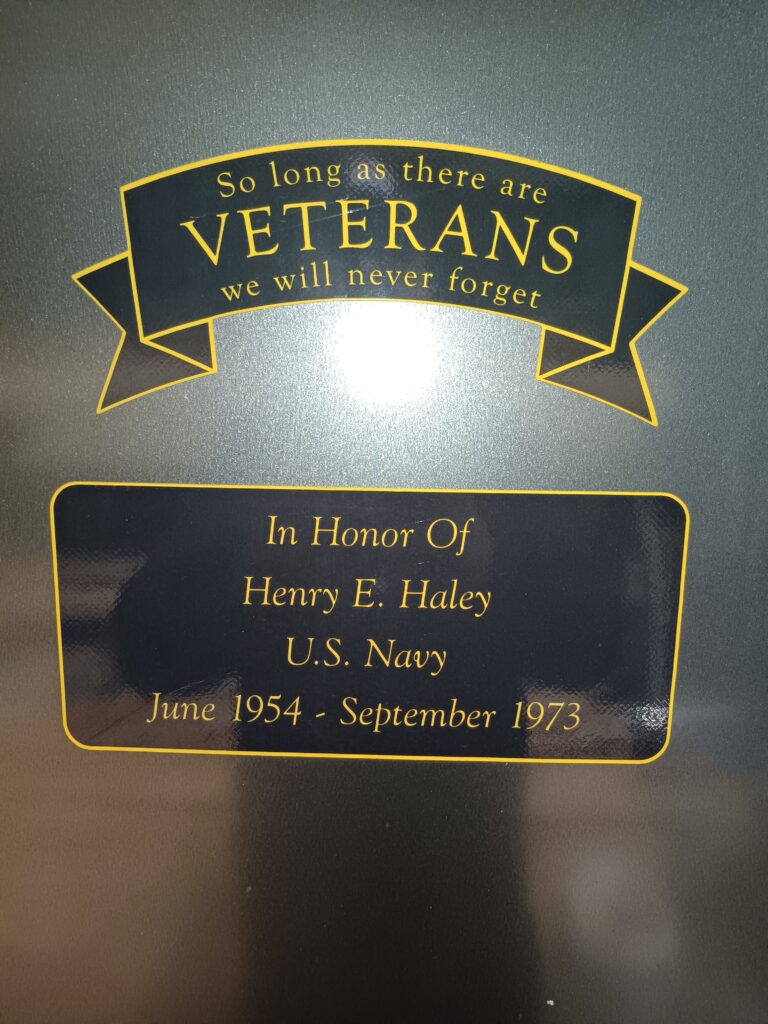 So long as there are
VETERANS
we will never forget
In Honor Of
Henry E. Haley
U.S. Navy
June 1954 - September 1973